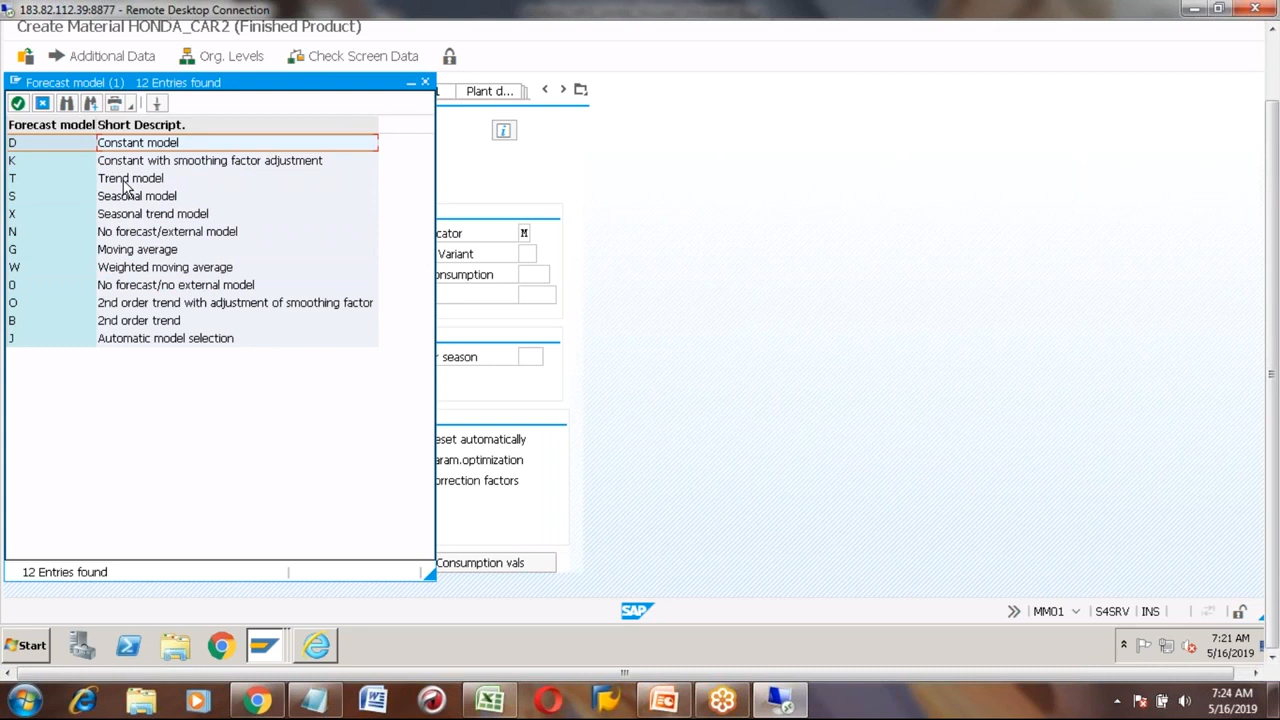 183.82.112.39:8877 - Remote Desktop Connection
Create Material HONDA_CAR2 (Finished Product)
Additional Data Org. Levels Check Screen Data
Forecast model (1) 12 Entries found
Plant d...
Forecast model Short Descript.
D Constant model
K Constant with smoothing factor adjustment
T Trend model
S Seasonal model
X Seasonal trend model
N No forecast/external model
G Moving average
W Weighted moving average
0 No forecast/no external model
O 2nd order trend with adjustment of smoothing factor
B 2nd order trend
J Automatic model selection
12 Entries found
cator M
Variant
onsumption
r season
eset automatically
aram.optimization
orrection factors
Consumption vals
SAP
MM01 S4SRV INS
Start
7:21 AM
5/16/2019
7:24 AM
5/16/2019